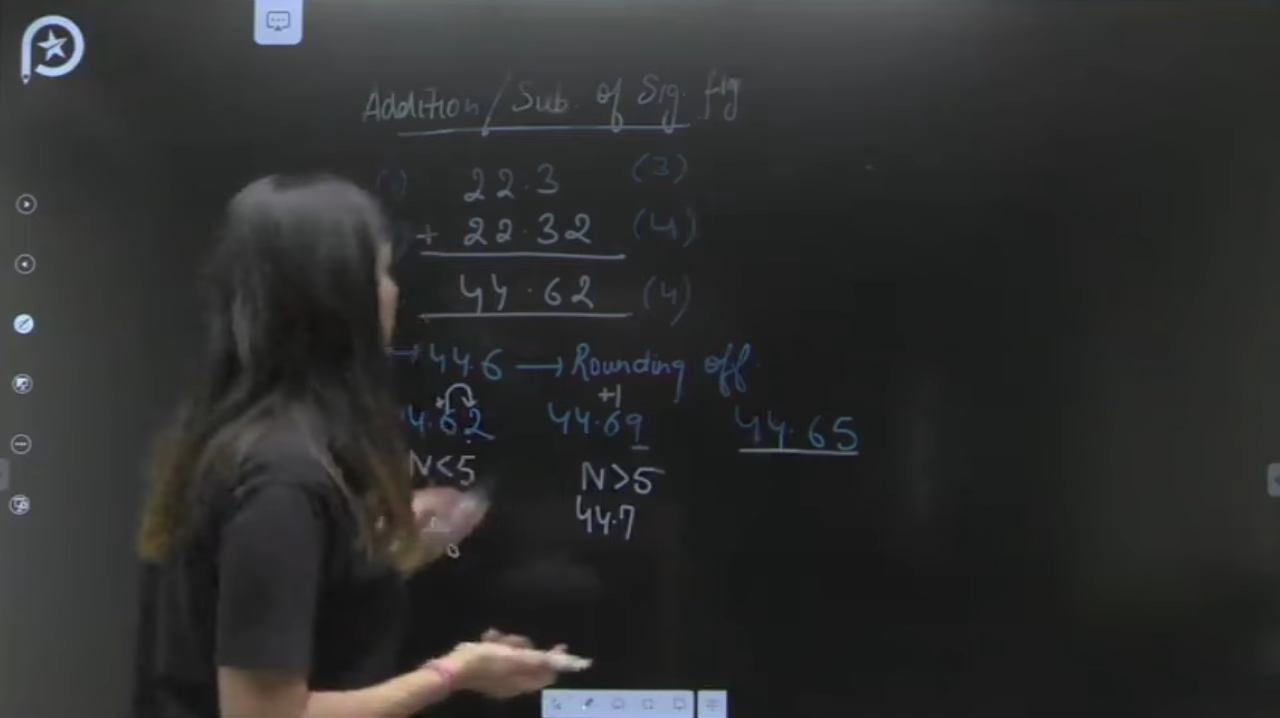 Addition/Sub. of Sig. fig
22.3 (3)
+ 22.32 (4)
44.62 (4)
→ 44.6 → Rounding off.
+1
4.62 44.69 44.65
N<5 N>5
44.7